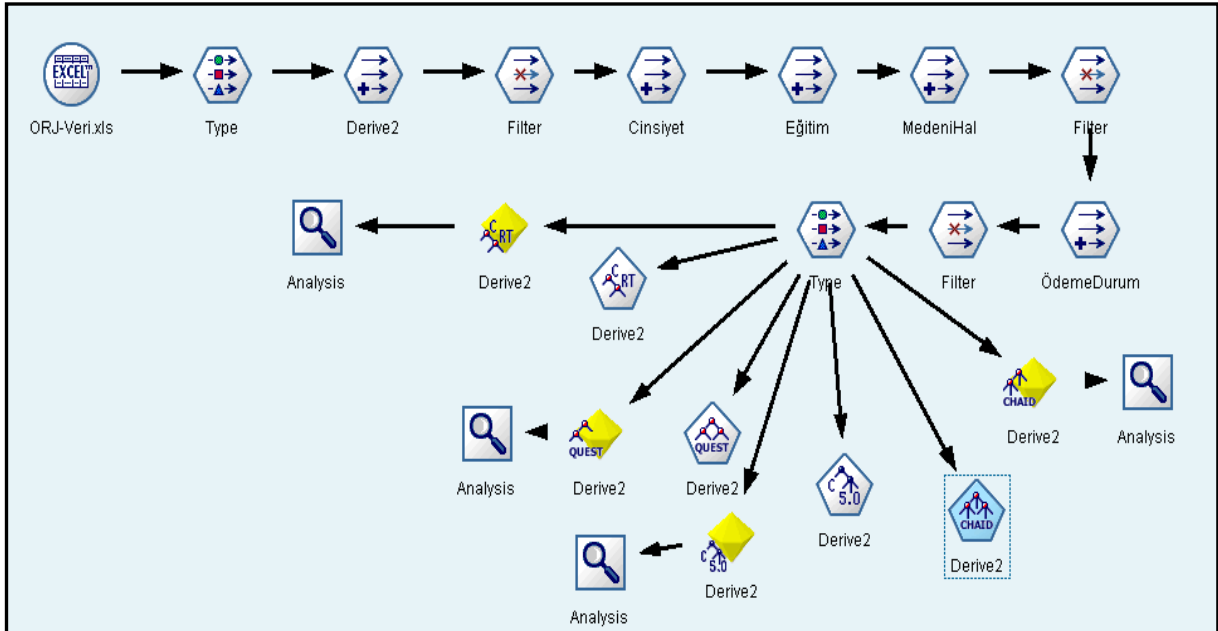 EXCEL™
ORJ-Veri.xls Type Derive2 Filter Cinsiyet Eğitim MedeniHal Filter
C RT
Analysis Derive2 Type Filter ÖdemeDurum
C RT
Derive2
CHAID
Derive2 Analysis
QUEST QUEST
Analysis Derive2 Derive2
C 5.0
Derive2
CHAID
Derive2
C 5.0
Derive2
Analysis